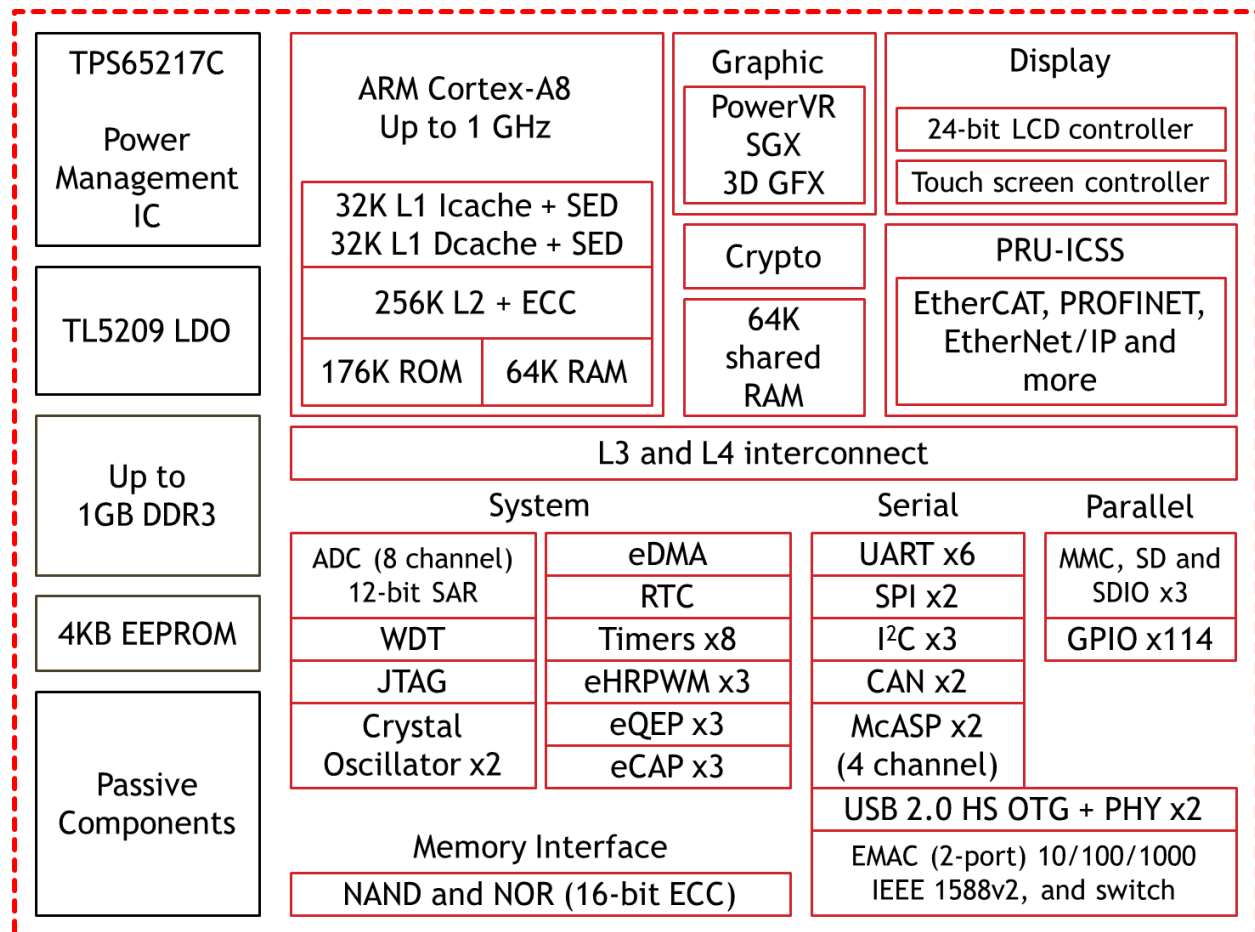 TPS65217C
Power
Management
IC
TL5209 LDO
Up to
1GB DDR3
4KB EEPROM
Passive
Components
ARM Cortex-A8
Up to 1 GHz
32K L1 Icache + SED
32K L1 Dcache + SED
256K L2 + ECC
176K ROM
64K RAM
Graphic
PowerVR
SGX
3D GFX
Crypto
64K
shared
RAM
Display
24-bit LCD controller
Touch screen controller
PRU-ICSS
EtherCAT, PROFINET,
EtherNet/IP and
more
L3 and L4 interconnect
System
ADC (8 channel)
12-bit SAR
WDT
JTAG
Crystal
Oscillator x2
eDMA
RTC
Timers x8
eHRPWM x3
eQEP x3
eCAP x3
Serial
UART x6
SPI x2
I²C x3
CAN x2
McASP x2
(4 channel)
USB 2.0 HS OTG + PHY x2
EMAC (2-port) 10/100/1000
IEEE 1588v2, and switch
Parallel
MMC, SD and
SDIO x3
GPIO x114
Memory Interface
NAND and NOR (16-bit ECC)